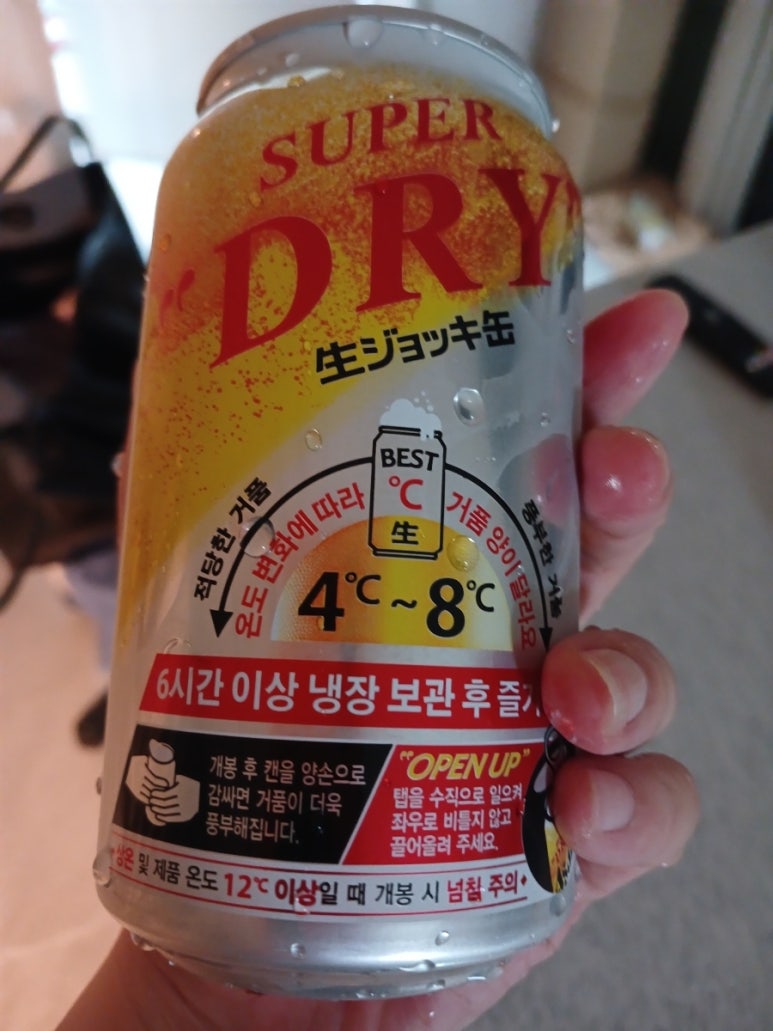 SUPER
"DRY"
生ジョッキ缶
BEST
℃
生
적당한 거품
온도 변화에 따라
거품 양이 달라요
풍부한 거품
4℃ ~ 8℃
6시간 이상 냉장 보관 후
개봉 후 캔을 양손으로
감싸면 거품이 더욱
풍부해집니다.
"OPEN UP"
탭을 수직으로 일으켜
좌우로 비틀지 않고
끌어올려 주세요.
상온 및 제품 온도 12℃ 이상일 때 개봉 시 넘침 주의